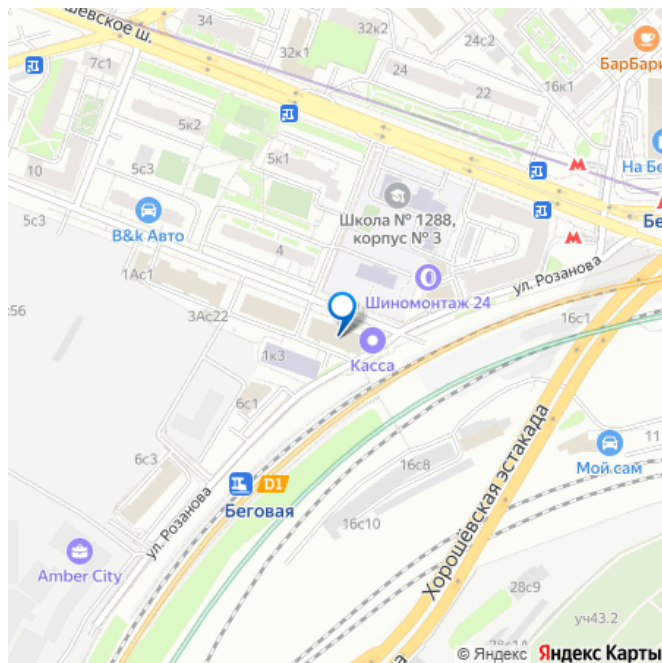 34
32к2
24с2
шевское ш.
32к1
БарБари
7с1
24
16к1
22
5к2
5к1
На Бе
10
5с3
Школа № 1288,
корпус № 3
Бе
5с3
B&k Авто
4
ул. Розанова
1Ас1
Шиномонтаж 24
3Ас22
16с1
с56
Касса
1к3
6с1
11
6с3
16с8
Мой сам
D1
Беговая
16с10
Хорошёвская эстакада
ул. Розанова
Amber City
28с9
уч43.2
28с1А
а
© Яндекс Яндекс Карты